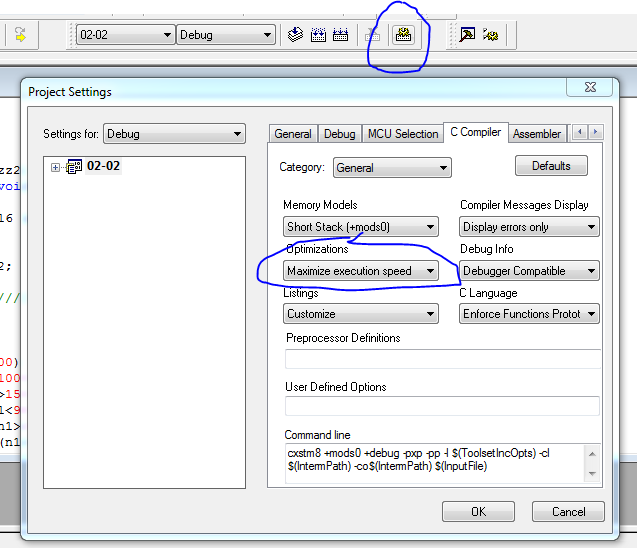 02-02
Debug
Project Settings
Settings for:
Debug
General
Debug
MCU Selection
C Compiler
Assembler
02-02
Category:
General
Defaults
Memory Models
Compiler Messages Display
Short Stack (+mods0)
Display errors only
Optimizations
Debug Info
Maximize execution speed
Debugger Compatible
Listings
C Language
Customize
Enforce Functions Protot
Preprocessor Definitions
User Defined Options
Command line
cxstm8 +mods0 +debug -pxp -pp -l $(ToolsetIncOpts) -cl
$(IntermPath) -co$(IntermPath) $(InputFile)
OK
Cancel
zz2
voi
16
2;
///
00)
100
>15
1<9
n1>
(n1